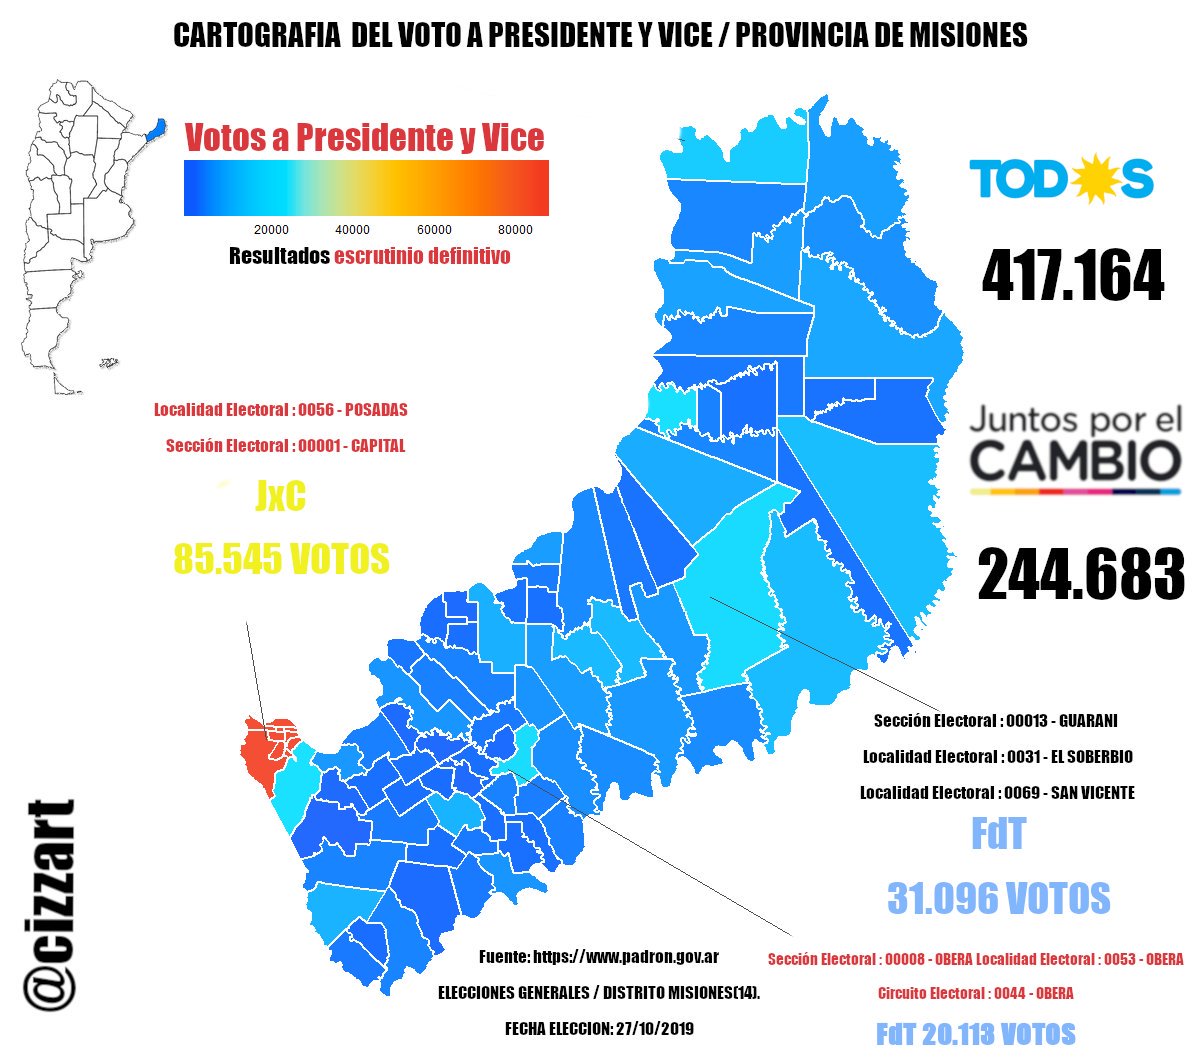 CARTOGRAFIA DEL VOTO A PRESIDENTE Y VICE / PROVINCIA DE MISIONES
Votos a Presidente y Vice
20000 40000 60000 80000
Resultados escrutinio definitivo
TODOS
417.164
Juntos por el
CAMBIO
244.683
Localidad Electoral : 0056 - POSADAS
Sección Electoral : 00001 - CAPITAL
JxC
85.545 VOTOS
Sección Electoral : 00013 - GUARANI
Localidad Electoral : 0031 - EL SOBERBIO
Localidad Electoral : 0069 - SAN VICENTE
FdT
31.096 VOTOS
Sección Electoral : 00008 - OBERA Localidad Electoral : 0053 - OBERA
Circuito Electoral : 0044 - OBERA
FdT 20.113 VOTOS
Fuente: https://www.padron.gov.ar
ELECCIONES GENERALES / DISTRITO MISIONES(14).
FECHA ELECCION: 27/10/2019
@cizzart